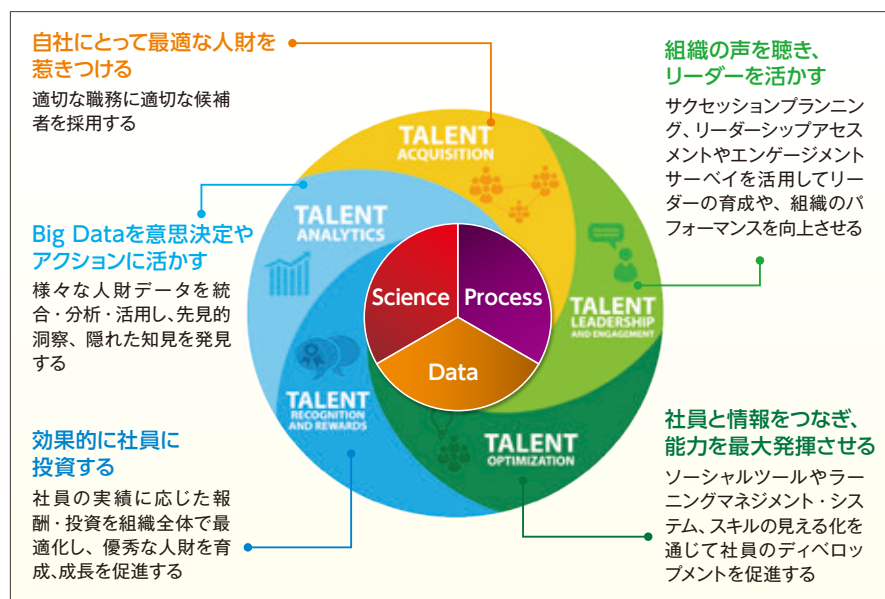 自社にとって最適な人財を
惹きつける
適切な職務に適切な候補
者を採用する
組織の声を聴き、
リーダーを活かす
サクセッションプランニン
グ、リーダーシップアセス
メントやエンゲージメント
サーベイを活用してリー
ダーの育成や、組織のパ
フォーマンスを向上させる
Big Dataを意思決定や
アクションに活かす
様々な人財データを統
合・分析・活用し、先見的
洞察、隠れた知見を発見
する
効果的に社員に
投資する
社員の実績に応じた報
酬・投資を組織全体で最
適化し、優秀な人財を育
成、成長を促進する
社員と情報をつなぎ、
能力を最大発揮させる
ソーシャルツールやラー
ニングマネジメント・シス
テム、スキルの見える化を
通じて社員のディベロッ
プメントを促進する
TALENT
ACQUISITION
TALENT
ANALYTICS
TALENT
LEADERSHIP
AND ENGAGEMENT
TALENT
RECOGNITION
AND REWARDS
TALENT
OPTIMIZATION
Science
Process
Data